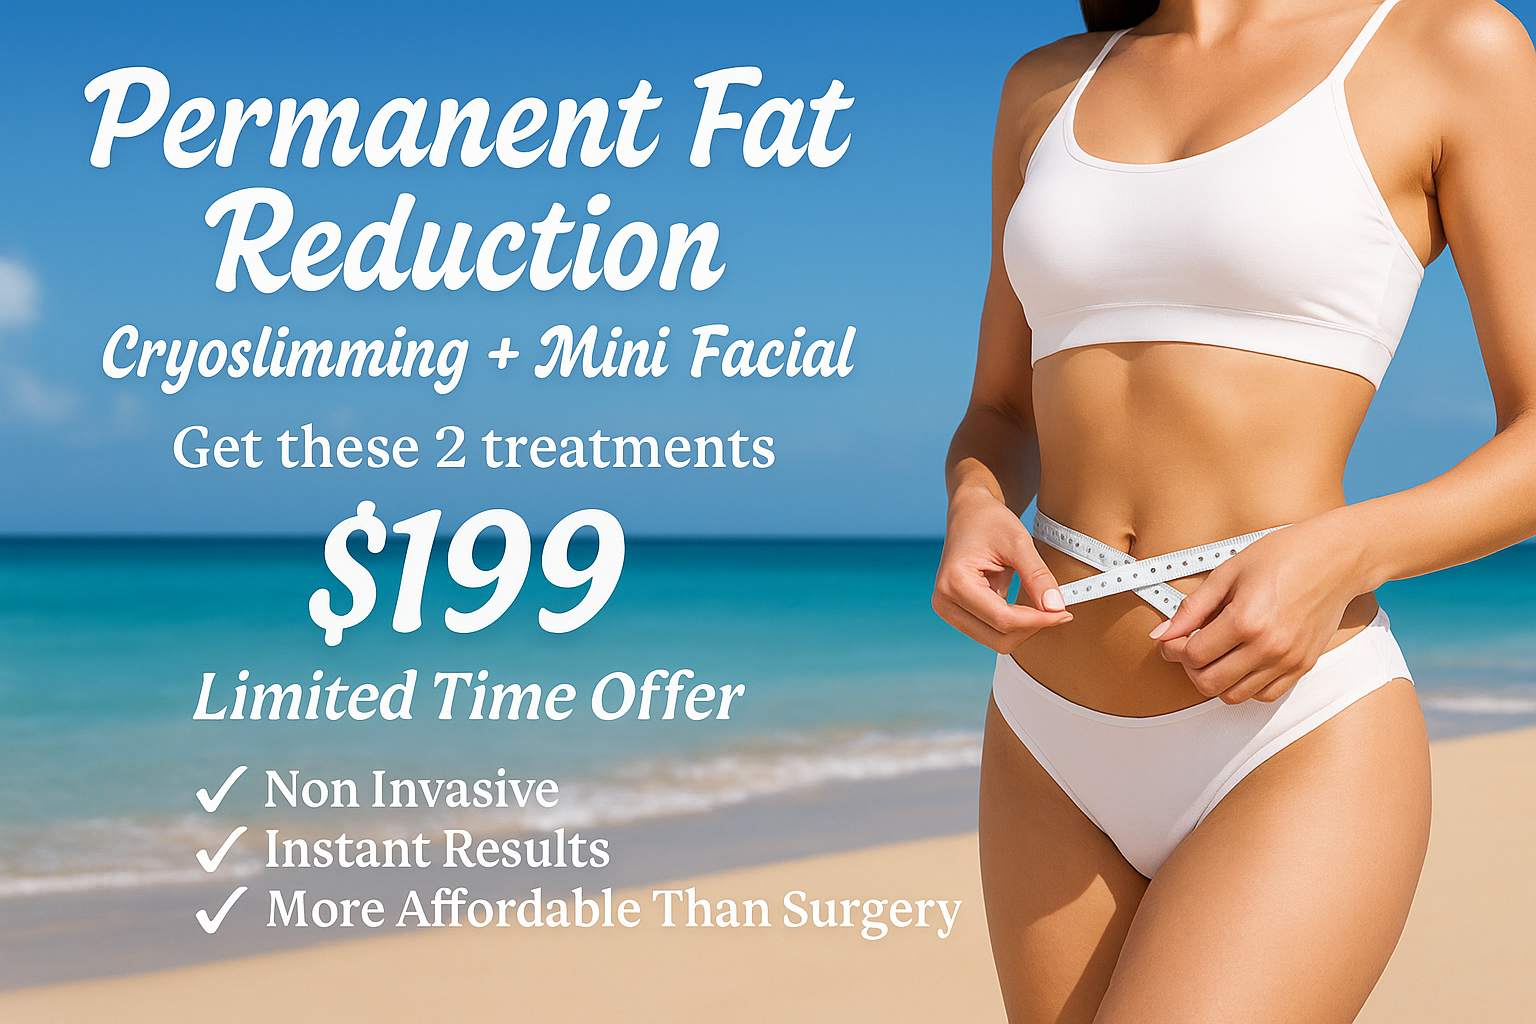 Permanent Fat
Reduction
Cryoslimming + Mini Facial
Get these 2 treatments
$199
Limited Time Offer
✓ Non Invasive
✓ Instant Results
✓ More Affordable Than Surgery